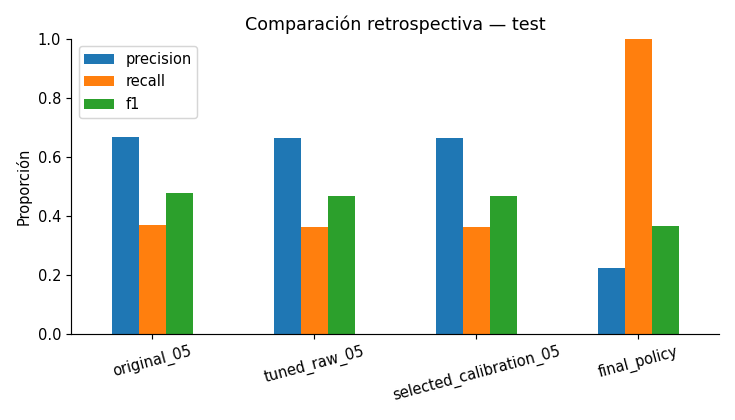 Comparación retrospectiva — test
precision
recall
f1
Proporción
1.0
0.8
0.6
0.4
0.2
0.0
original_05
tuned_raw_05
selected_calibration_05
final_policy